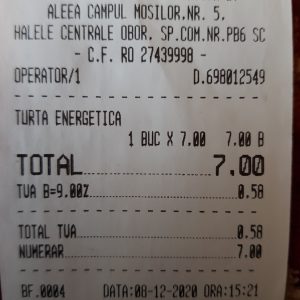 ALEEA CAMPUL MOSILOR,NR. 5,
HALELE CENTRALE OBOR, SP.COM.NR.PB6 SC
- C.F. RO 27439998 -
OPERATOR/1 D.698012549
TURTA ENERGETICA
1 BUC X 7.00 7.00 B
TOTAL 7.00
TVA B=9.00% 0.58
TOTAL TVA 0.58
NUMERAR 7.00
BF.0004 DATA:08-12-2020 ORA:15:21